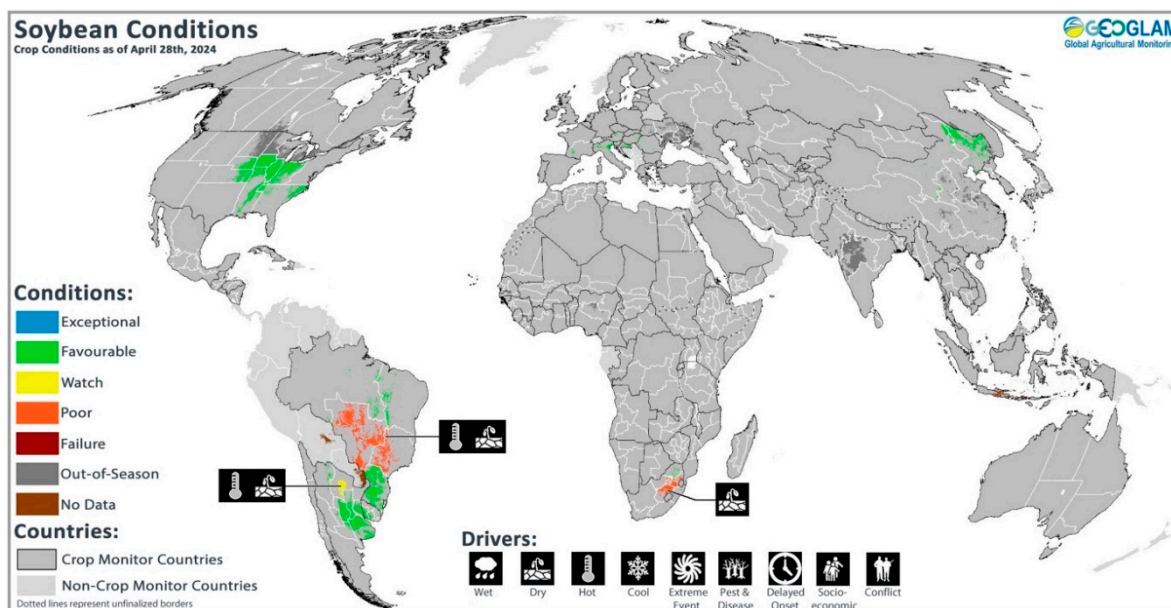 Soybean Conditions
Crop Conditions as of April 28th, 2024
GEOGLAM
Global Agricultural Monitoring
Conditions:
Exceptional
Favourable
Watch
Poor
Failure
Out-of-Season
No Data
Countries:
Crop Monitor Countries
Non-Crop Monitor Countries
Dotted lines represent unfinalized borders
Drivers:
Wet
Dry
Hot
Cool
Extreme
Event
Pest &
Disease
Delayed
Onset
Socio-
economic
Conflict